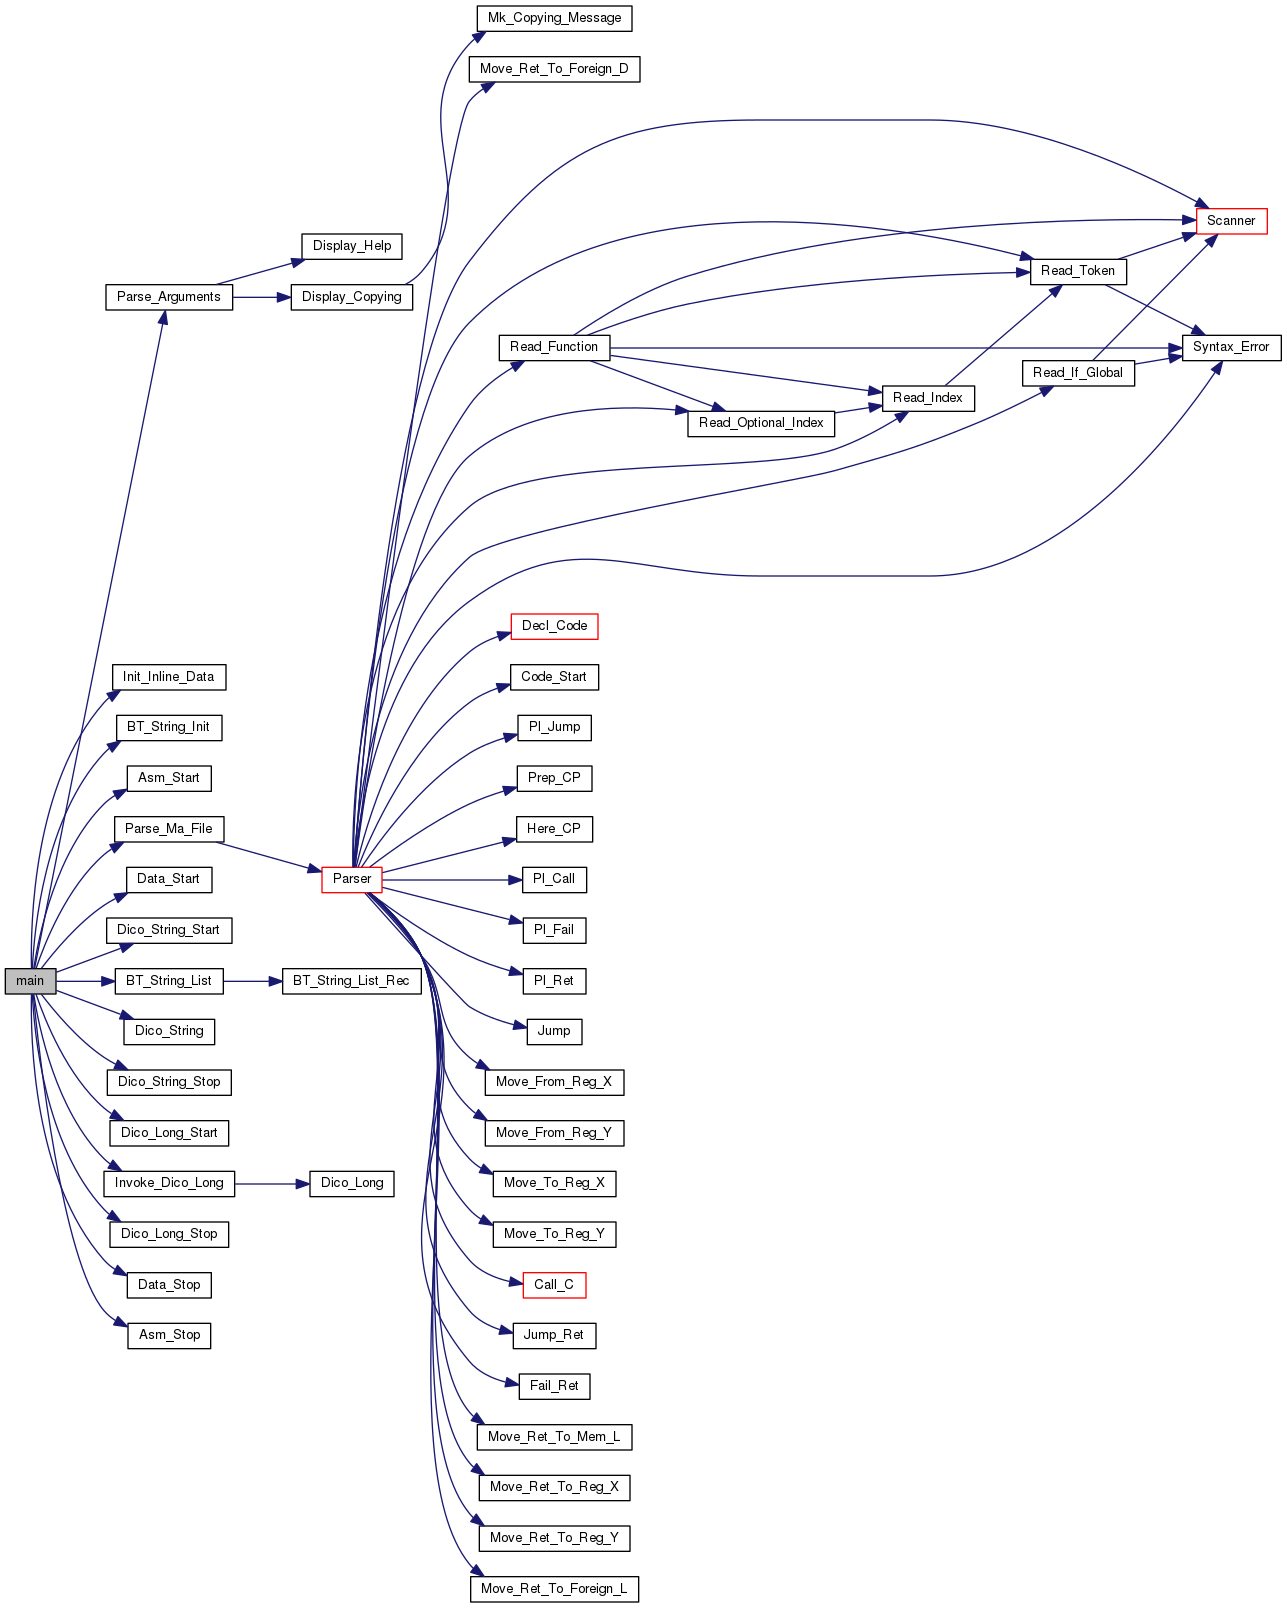 Mk_Copying_Message
Move_Ret_To_Foreign_D
Scanner
Display_Help
Read_Token
Parse_Arguments
Display_Copying
Read_Function
Syntax_Error
Read_If_Global
Read_Index
Read_Optional_Index
Decl_Code
Init_Inline_Data
Code_Start
BT_String_Init
Pl_Jump
Asm_Start
Prep_CP
Parse_Ma_File
Here_CP
Data_Start
Parser
Pl_Call
Dico_String_Start
Pl_Fail
main
BT_String_List
BT_String_List_Rec
Pl_Ret
Dico_String
Jump
Dico_String_Stop
Move_From_Reg_X
Dico_Long_Start
Move_From_Reg_Y
Invoke_Dico_Long
Dico_Long
Move_To_Reg_X
Dico_Long_Stop
Move_To_Reg_Y
Data_Stop
Call_C
Asm_Stop
Jump_Ret
Fail_Ret
Move_Ret_To_Mem_L
Move_Ret_To_Reg_X
Move_Ret_To_Reg_Y
Move_Ret_To_Foreign_L